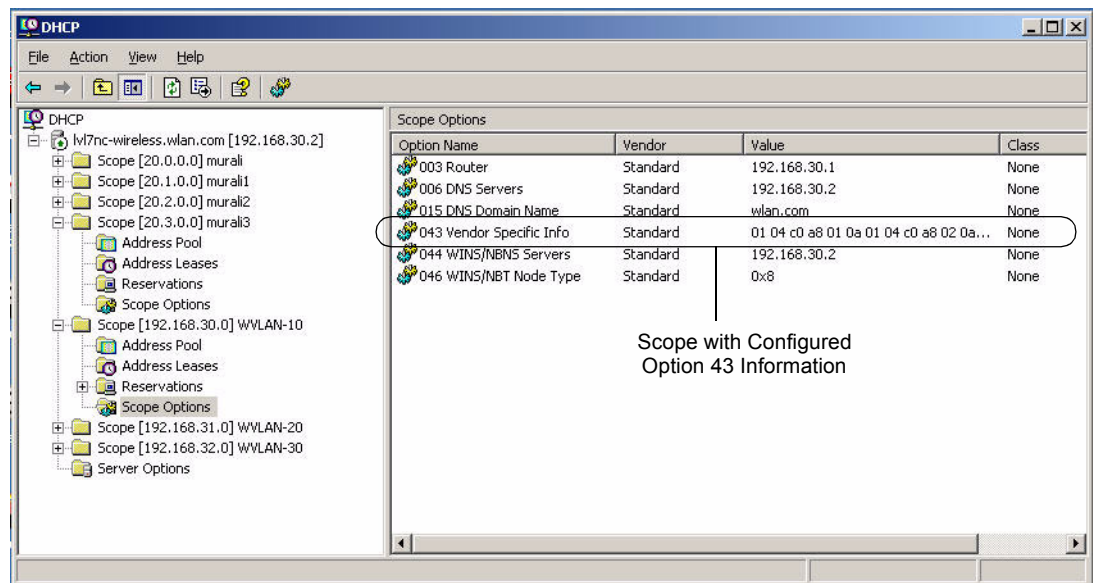 DHCP
File Action View Help
DHCP
lvl7nc-wireless.wlan.com [192.168.30.2]
Scope [20.0.0.0] murali
Scope [20.1.0.0] murali1
Scope [20.2.0.0] murali2
Scope [20.3.0.0] murali3
Address Pool
Address Leases
Reservations
Scope Options
Scope [192.168.30.0] WVLAN-10
Address Pool
Address Leases
Reservations
Scope Options
Scope [192.168.31.0] WVLAN-20
Scope [192.168.32.0] WVLAN-30
Server Options
Scope Options
Option Name Vendor Value Class
003 Router Standard 192.168.30.1 None
006 DNS Servers Standard 192.168.30.2 None
015 DNS Domain Name Standard wlan.com None
043 Vendor Specific Info Standard 01 04 c0 a8 01 0a 01 04 c0 a8 02 0a... None
044 WINS/NBNS Servers Standard 192.168.30.2 None
046 WINS/NBT Node Type Standard 0x8 None
Scope with Configured
Option 43 Information